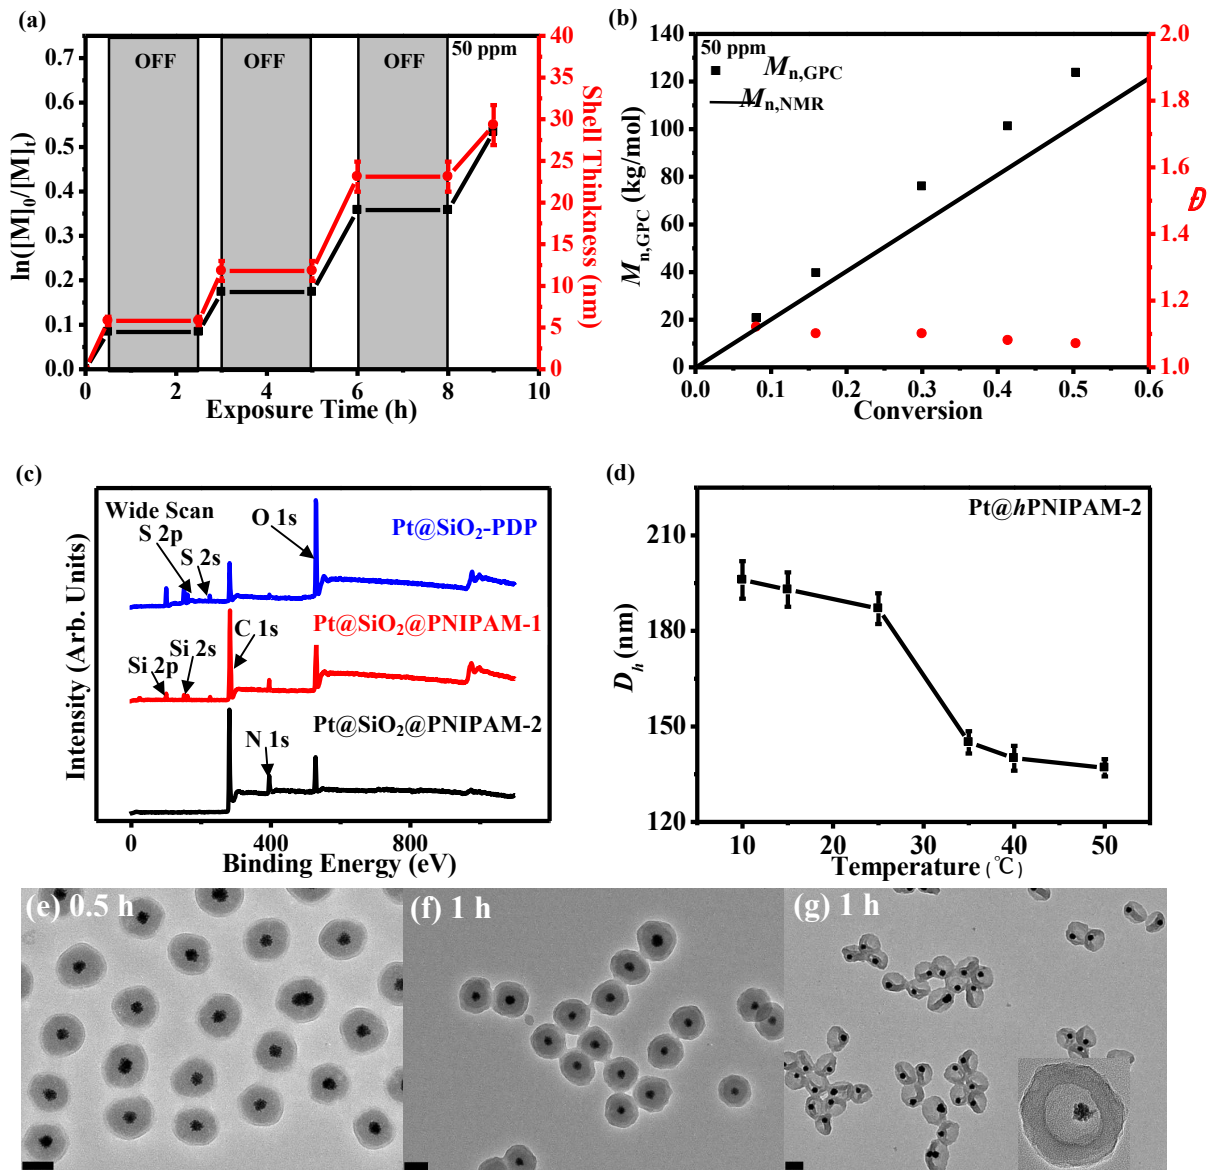 (a)
0.7
0.6
0.5
0.4
0.3
0.2
0.1
0.0
ln([M]0/[M]t)
OFF
OFF
OFF
50 ppm
40
35
30
25
20
15
10
5
0
Shell Thinkness (nm)
0 2 4 6 8 10
Exposure Time (h)
(b)
140
120
100
80
60
40
20
0
Mn,GPC (kg/mol)
50 ppm
Mn,GPC
Mn,NMR
2.0
1.8
1.6
1.4
1.2
1.0
Đ
0.0 0.1 0.2 0.3 0.4 0.5 0.6
Conversion
(c)
Intensity (Arb. Units)
Wide Scan
S 2p
S 2s
O 1s
Pt@SiO2-PDP
Si 2p
Si 2s
C 1s
Pt@SiO2@PNIPAM-1
N 1s
Pt@SiO2@PNIPAM-2
0 400 800
Binding Energy (eV)
(d)
Pt@hPNIPAM-2
210
180
150
120
Dh (nm)
10 20 30 40 50
Temperature (℃)
(e) 0.5 h
(f) 1 h
(g) 1 h